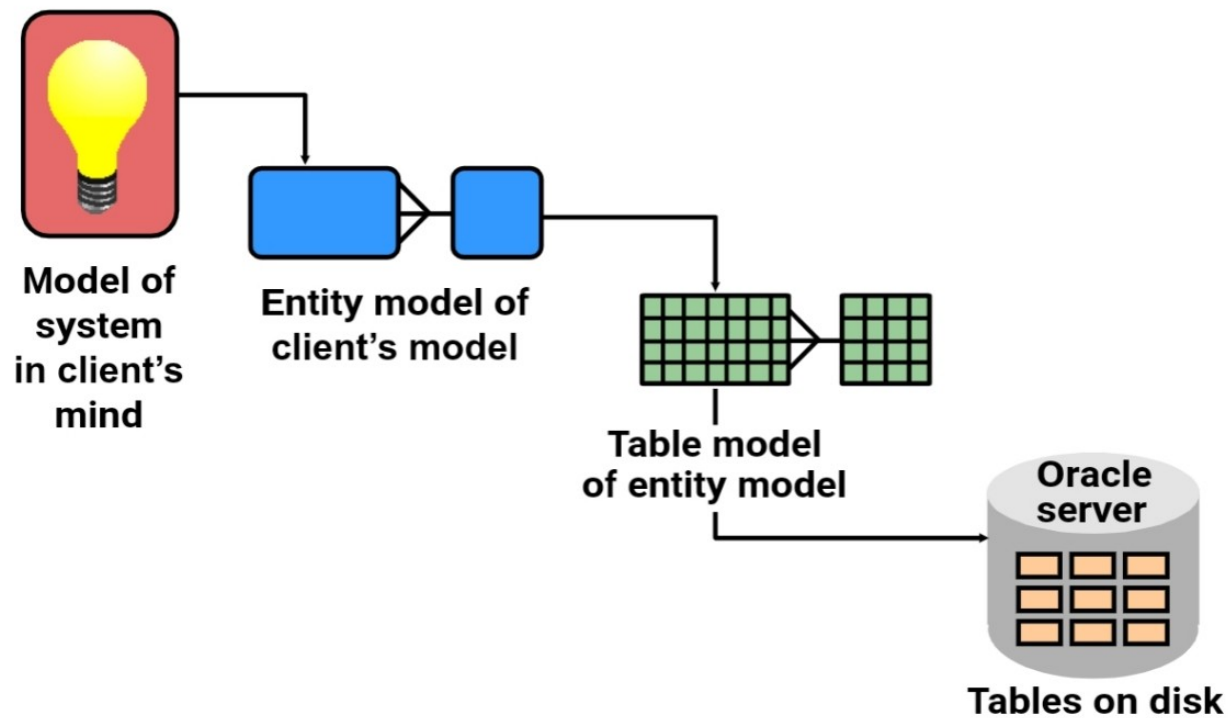 Model of
system
in client’s
mind
Entity model of
client’s model
Table model
of entity model
Oracle
server
Tables on disk